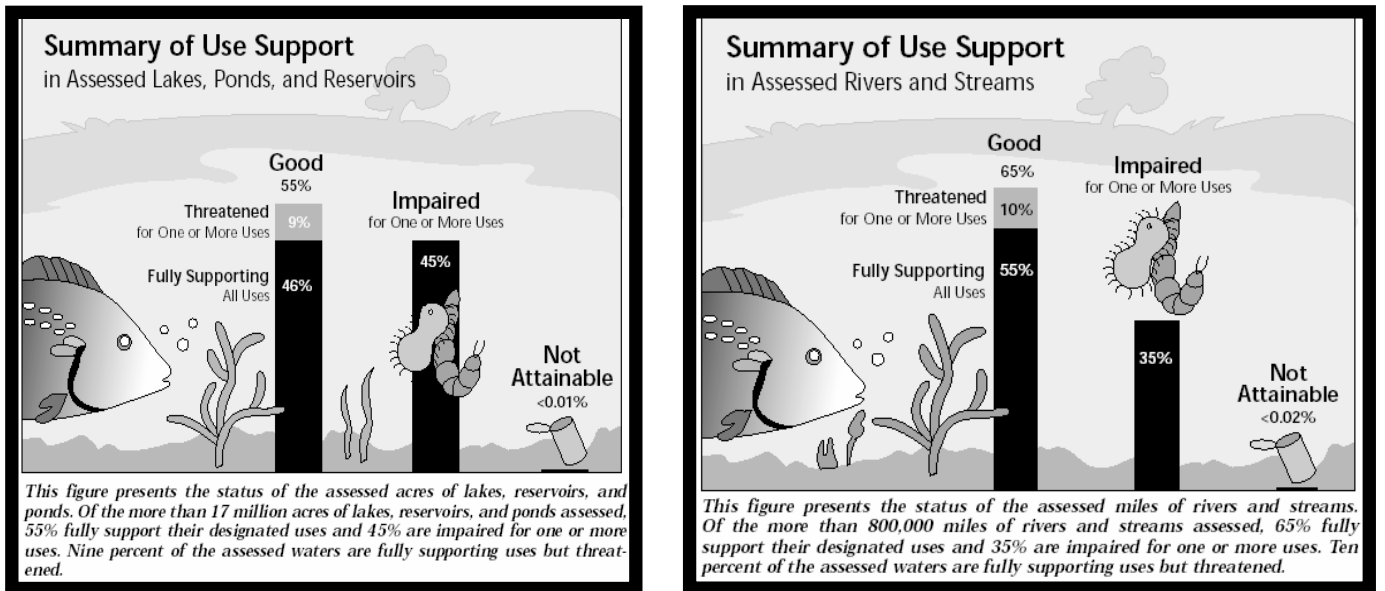 Summary of Use Support
in Assessed Lakes, Ponds, and Reservoirs
Good
55%
Threatened
for One or More Uses
9%
Fully Supporting
All Uses
46%
Impaired
for One or More Uses
45%
Not
Attainable
<0.01%
This figure presents the status of the assessed acres of lakes, reservoirs, and
ponds. Of the more than 17 million acres of lakes, reservoirs, and ponds assessed,
55% fully support their designated uses and 45% are impaired for one or more
uses. Nine percent of the assessed waters are fully supporting uses but threat-
ened.
Summary of Use Support
in Assessed Rivers and Streams
Good
65%
Threatened
for One or More Uses
10%
Fully Supporting
All Uses
55%
Impaired
for One or More Uses
35%
Not
Attainable
<0.02%
This figure presents the status of the assessed miles of rivers and streams.
Of the more than 800,000 miles of rivers and streams assessed, 65% fully
support their designated uses and 35% are impaired for one or more uses. Ten
percent of the assessed waters are fully supporting uses but threatened.